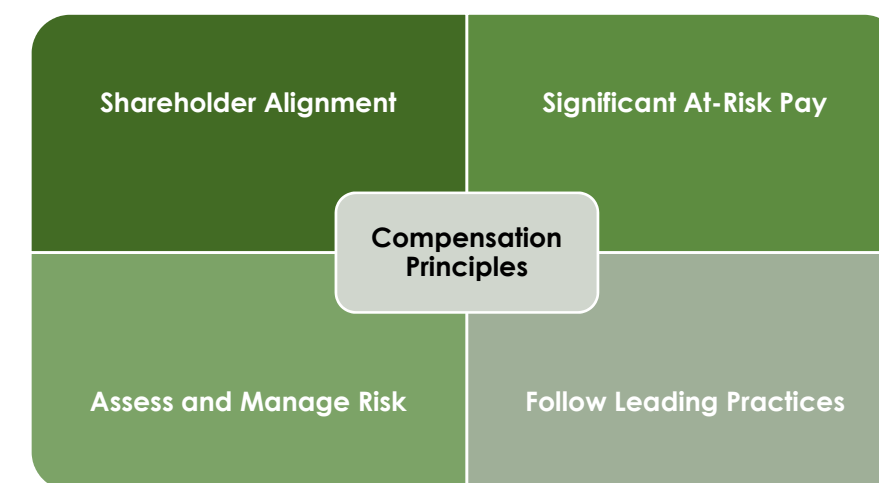 Shareholder Alignment
Significant At-Risk Pay
Compensation
Principles
Assess and Manage Risk
Follow Leading Practices